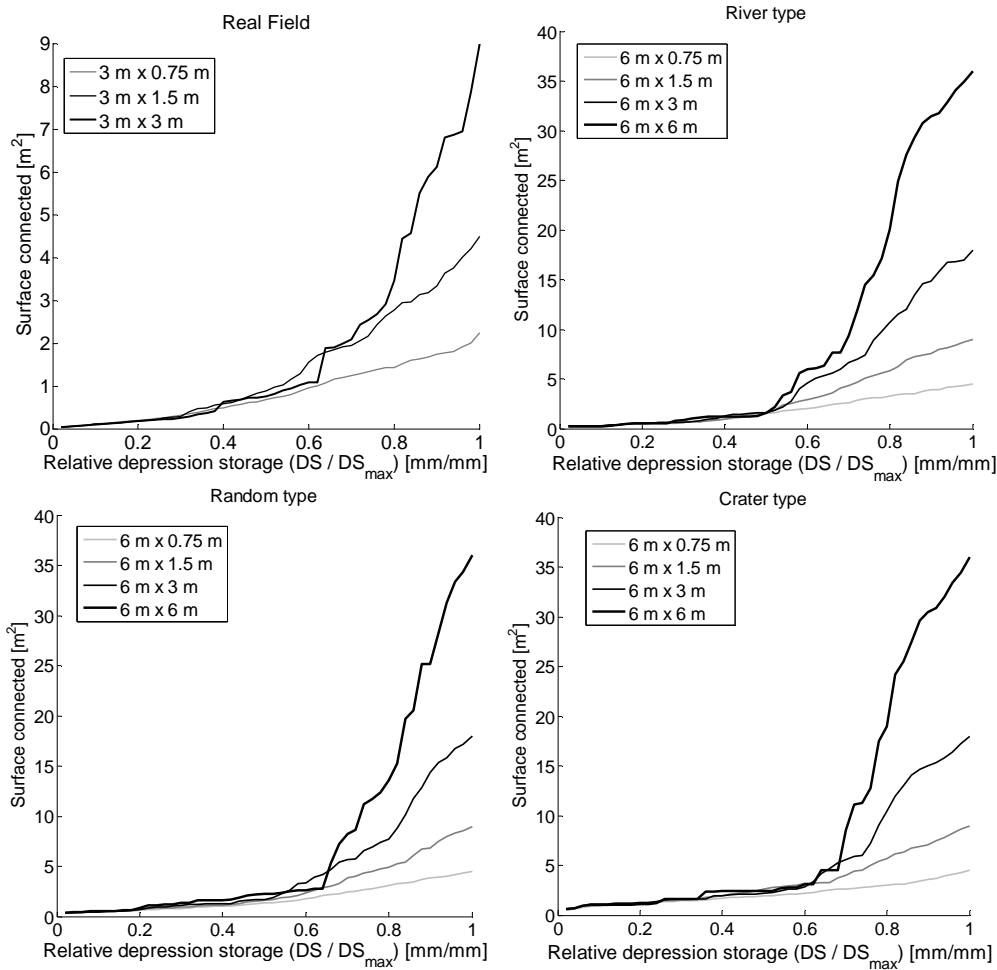 Real Field
Surface connected [m²]
9
8
7
6
5
4
3
2
1
0
3 m x 0.75 m
3 m x 1.5 m
3 m x 3 m
0 0.2 0.4 0.6 0.8 1
Relative depression storage (DS / DSmax) [mm/mm]
River type
Surface connected [m²]
40
35
30
25
20
15
10
5
0
6 m x 0.75 m
6 m x 1.5 m
6 m x 3 m
6 m x 6 m
0 0.2 0.4 0.6 0.8 1
Relative depression storage (DS / DSmax) [mm/mm]
Random type
Surface connected [m²]
40
35
30
25
20
15
10
5
0
6 m x 0.75 m
6 m x 1.5 m
6 m x 3 m
6 m x 6 m
0 0.2 0.4 0.6 0.8 1
Relative depression storage (DS / DSmax) [mm/mm]
Crater type
Surface connected [m²]
40
35
30
25
20
15
10
5
0
6 m x 0.75 m
6 m x 1.5 m
6 m x 3 m
6 m x 6 m
0 0.2 0.4 0.6 0.8 1
Relative depression storage (DS / DSmax) [mm/mm]